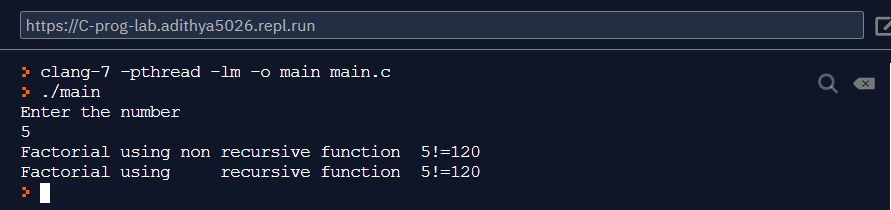 https://C-prog-lab.adithya5026.repl.run
> clang-7 -pthread -lm -o main main.c
> ./main
Enter the number
5
Factorial using non recursive function  5!=120
Factorial using     recursive function  5!=120
>